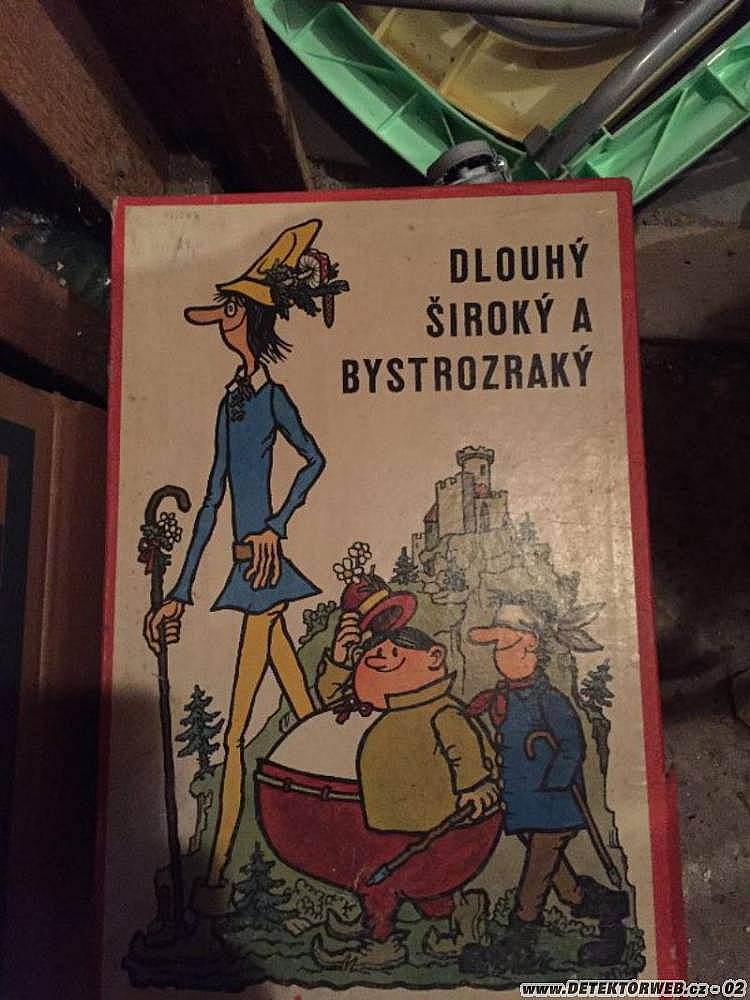 DLOUHÝ
ŠIROKÝ A
BYSTROZRAKÝ
www.DETEKTORWEB.cz - 02